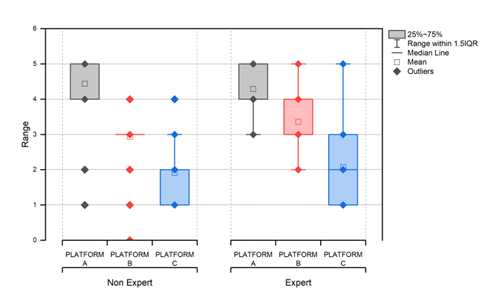 6
5
4
3
2
1
0
Range
PLATFORM A
PLATFORM B
PLATFORM C
PLATFORM A
PLATFORM B
PLATFORM C
Non Expert
Expert
25%~75%
Range within 1.5IQR
Median Line
Mean
Outliers